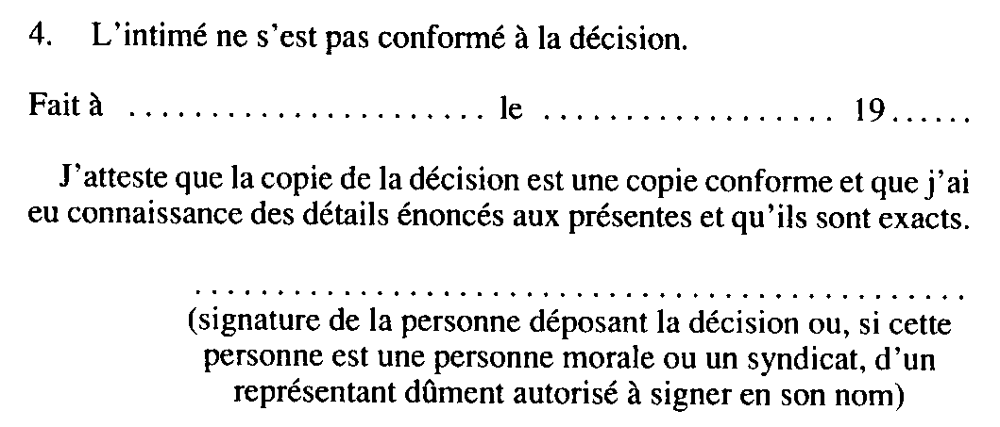 4. L'intimé ne s'est pas conformé à la décision.
Fait à ...................... le .................. 19......
J'atteste que la copie de la décision est une copie conforme et que j'ai
eu connaissance des détails énoncés aux présentes et qu'ils sont exacts.
...............................................
(signature de la personne déposant la décision ou, si cette
personne est une personne morale ou un syndicat, d'un
représentant dûment autorisé à signer en son nom)